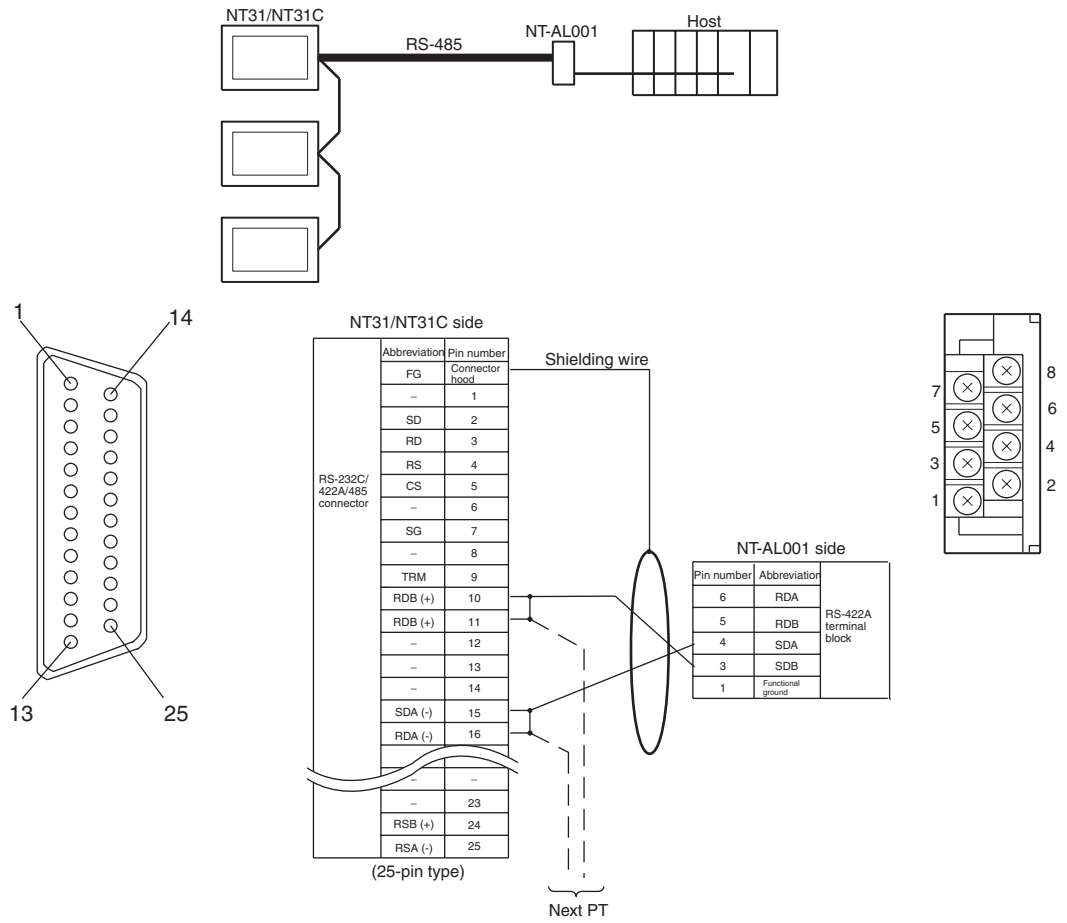 NT31/NT31C
RS-485
NT-AL001
Host
1
14
13
25
NT31/NT31C side
Abbreviation Pin number
FG Connector hood
– 1
SD 2
RD 3
RS 4
CS 5
– 6
SG 7
– 8
TRM 9
RDB (+) 10
RDB (+) 11
– 12
– 13
– 14
SDA (-) 15
RDA (-) 16
– –
– 23
RSB (+) 24
RSA (-) 25
RS-232C/
422A/485
connector
(25-pin type)
Shielding wire
Next PT
NT-AL001 side
Pin number Abbreviation
6 RDA
5 RDB
4 SDA
3 SDB
1 Functional ground
RS-422A
terminal
block
7
8
5
6
3
4
1
2